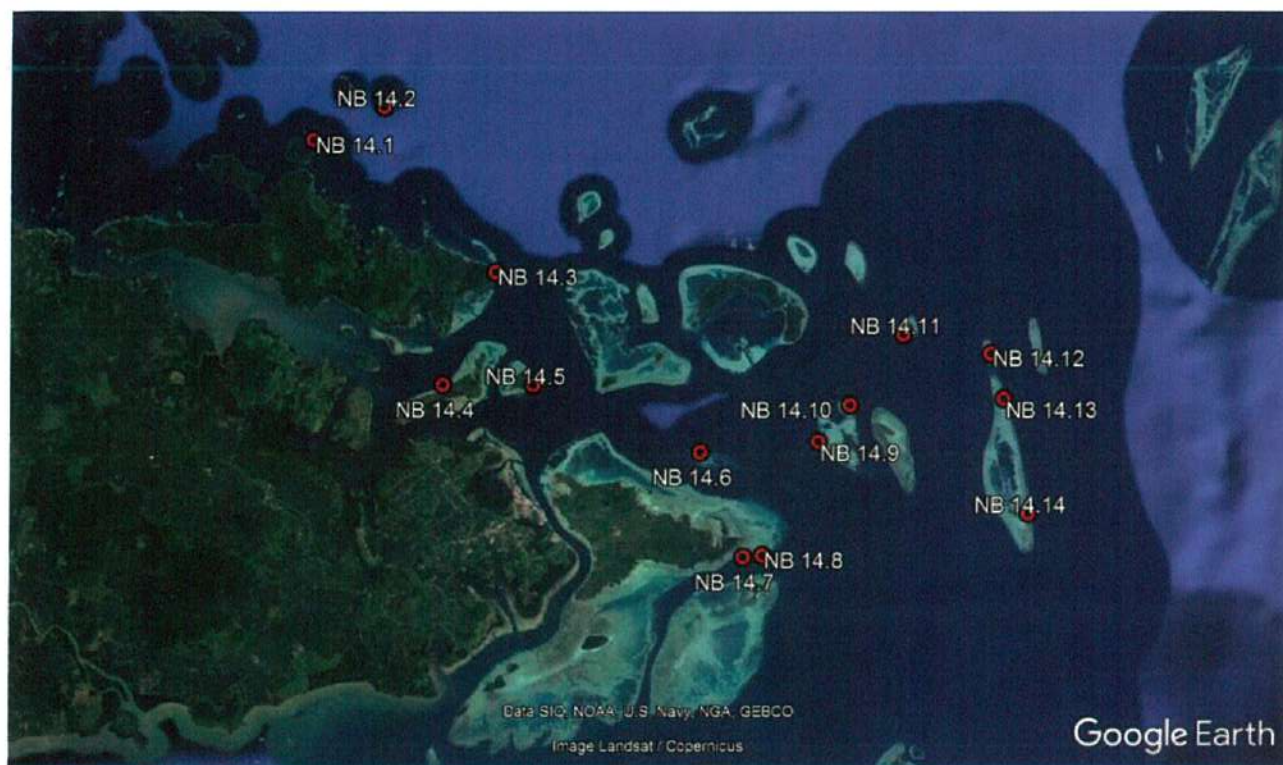 NB 14.2
NB 14.1
NB 14.3
NB 14.11
NB 14.12
NB 14.5
NB 14.4
NB 14.10
NB 14.13
NB 14.9
NB 14.6
NB 14.14
NB 14.8
NB 14.7
Data SIO, NOAA, U.S. Navy, NGA, GEBCO
Image Landsat / Copernicus
Google Earth